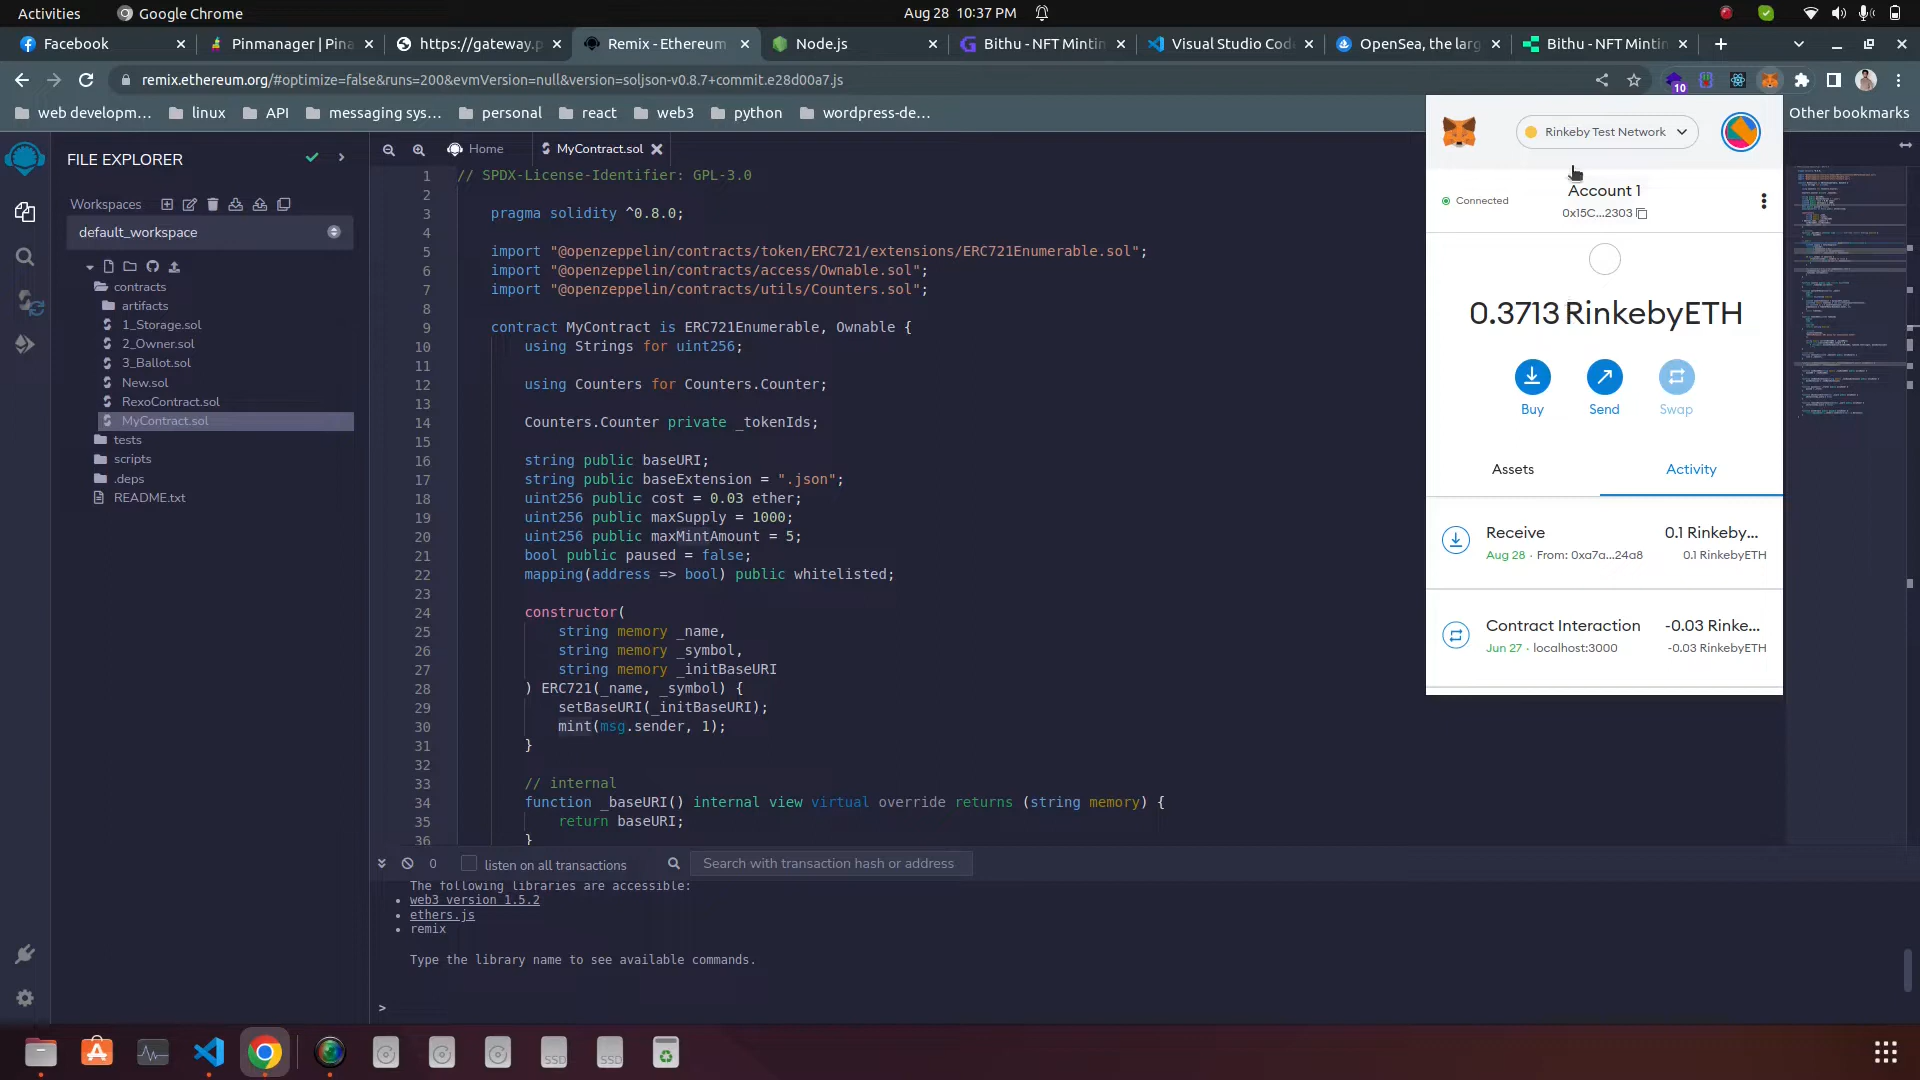 Activities
Google Chrome
Aug 28 10:37 PM
Facebook
Pinmanager | Pina
https://gateway.p
Remix - Ethereum
Node.js
Bithu - NFT Mintin
Visual Studio Cod
OpenSea, the larg
Bithu - NFT Mintin
remix.ethereum.org/#optimize=false&runs=200&evmVersion=null&version=soljson-v0.8.7+commit.e28d00a7.js
10
web developm...
linux
API
messaging sys...
personal
react
web3
python
wordpress-de...
Other bookmarks
FILE EXPLORER
Workspaces
default_workspace
contracts
artifacts
1_Storage.sol
2_Owner.sol
3_Ballot.sol
New.sol
RexoContract.sol
MyContract.sol
tests
scripts
.deps
README.txt
Home
MyContract.sol
1 // SPDX-License-Identifier: GPL-3.0
2
3 pragma solidity ^0.8.0;
4
5 import "@openzeppelin/contracts/token/ERC721/extensions/ERC721Enumerable.sol";
6 import "@openzeppelin/contracts/access/Ownable.sol";
7 import "@openzeppelin/contracts/utils/Counters.sol";
8
9 contract MyContract is ERC721Enumerable, Ownable {
10 using Strings for uint256;
11
12 using Counters for Counters.Counter;
13
14 Counters.Counter private _tokenIds;
15
16 string public baseURI;
17 string public baseExtension = ".json";
18 uint256 public cost = 0.03 ether;
19 uint256 public maxSupply = 1000;
20 uint256 public maxMintAmount = 5;
21 bool public paused = false;
22 mapping(address => bool) public whitelisted;
23
24 constructor(
25 string memory _name,
26 string memory _symbol,
27 string memory _initBaseURI
28 ) ERC721(_name, _symbol) {
29 setBaseURI(_initBaseURI);
30 mint(msg.sender, 1);
31 }
32
33 // internal
34 function _baseURI() internal view virtual override returns (string memory) {
35 return baseURI;
36 }
Rinkeby Test Network
Connected
Account 1
0x15C...2303
0.3713 RinkebyETH
Buy
Send
Swap
Assets
Activity
Receive
0.1 Rinkeby...
Aug 28 · From: 0xa7a...24a8
0.1 RinkebyETH
Contract Interaction
-0.03 Rinke...
Jun 27 · localhost:3000
-0.03 RinkebyETH
0
listen on all transactions
Search with transaction hash or address
The following libraries are accessible:
• web3 version 1.5.2
• ethers.js
• remix
Type the library name to see available commands.
>
SSD
SSD